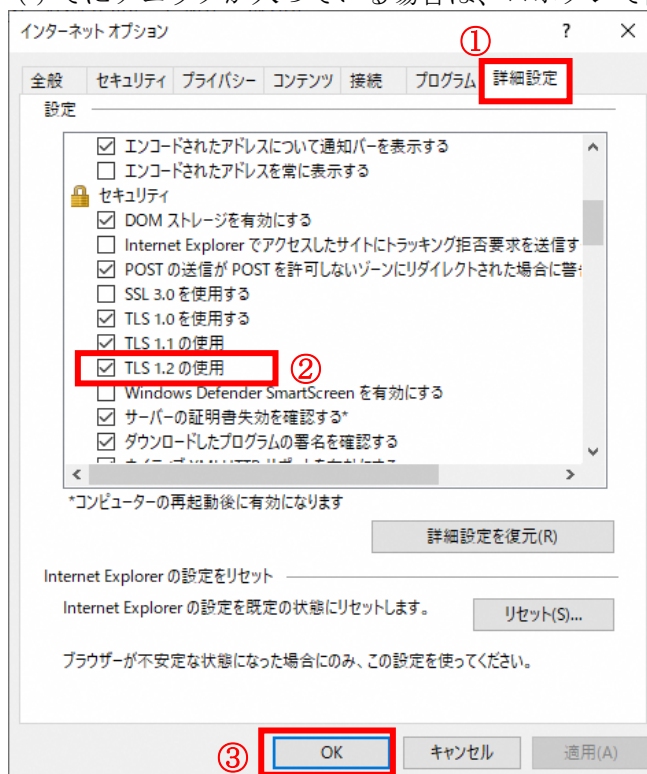 すでにチェックが入っている場合は、
インターネット オプション
①
? ×
全般 セキュリティ プライバシー コンテンツ 接続 プログラム 詳細設定
設定
エンコードされたアドレスについて通知バーを表示する
エンコードされたアドレスを常に表示する
セキュリティ
DOM ストレージを有効にする
Internet Explorer でアクセスしたサイトにトラッキング拒否要求を送信す
POST の送信が POST を許可しないゾーンにリダイレクトされた場合に警
SSL 3.0 を使用する
TLS 1.0 を使用する
TLS 1.1 の使用
TLS 1.2 の使用 ②
Windows Defender SmartScreen を有効にする
サーバーの証明書失効を確認する*
ダウンロードしたプログラムの署名を確認する
*コンピューターの再起動後に有効になります
詳細設定を復元(R)
Internet Explorer の設定をリセット
Internet Explorer の設定を既定の状態にリセットします。
リセット(S)...
ブラウザーが不安定な状態になった場合にのみ、この設定を使ってください。
③ OK キャンセル 適用(A)